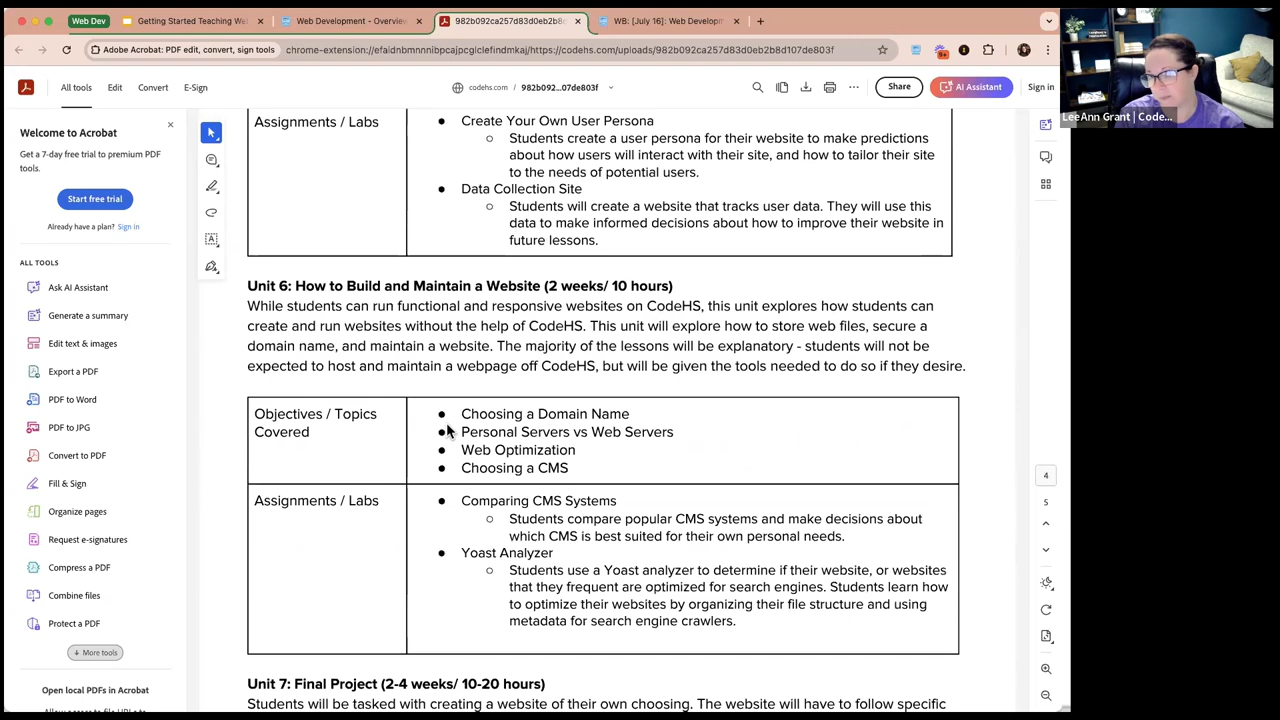 Web Dev
Getting Started Teaching We
Web Development - Overview
982b092ca257d83d0eb2b8d
WB: [July 16]: Web Developm
Adobe Acrobat: PDF edit, convert, sign tools
chrome-extension://efaidnbmnnnibpcajpcglclefindmkaj/https://codehs.com/uploads/982b092ca257d83d0eb2b8d107de803f
9+
All tools
Edit
Convert
E-Sign
codehs.com
982b092...07de803f
Share
AI Assistant
Sign in
LeeAnn Grant | Code...
Welcome to Acrobat
Get a 7-day free trial to premium PDF
tools.
Start free trial
Already have a plan? Sign in
ALL TOOLS
Ask AI Assistant
Generate a summary
Edit text & images
Export a PDF
PDF to Word
PDF to JPG
Convert to PDF
Fill & Sign
Organize pages
Request e-signatures
Compress a PDF
Combine files
Protect a PDF
More tools
Open local PDFs in Acrobat
Assignments / Labs
● Create Your Own User Persona
○ Students create a user persona for their website to make predictions
about how users will interact with their site, and how to tailor their site
to the needs of potential users.
● Data Collection Site
○ Students will create a website that tracks user data. They will use this
data to make informed decisions about how to improve their website in
future lessons.
Unit 6: How to Build and Maintain a Website (2 weeks/ 10 hours)
While students can run functional and responsive websites on CodeHS, this unit explores how students can
create and run websites without the help of CodeHS. This unit will explore how to store web files, secure a
domain name, and maintain a website. The majority of the lessons will be explanatory - students will not be
expected to host and maintain a webpage off CodeHS, but will be given the tools needed to do so if they desire.
Objectives / Topics
Covered
● Choosing a Domain Name
● Personal Servers vs Web Servers
● Web Optimization
● Choosing a CMS
Assignments / Labs
● Comparing CMS Systems
○ Students compare popular CMS systems and make decisions about
which CMS is best suited for their own personal needs.
● Yoast Analyzer
○ Students use a Yoast analyzer to determine if their website, or websites
that they frequent are optimized for search engines. Students learn how
to optimize their websites by organizing their file structure and using
metadata for search engine crawlers.
Unit 7: Final Project (2-4 weeks/ 10-20 hours)
Students will be tasked with creating a website of their own choosing. The website will have to follow specific
4
5